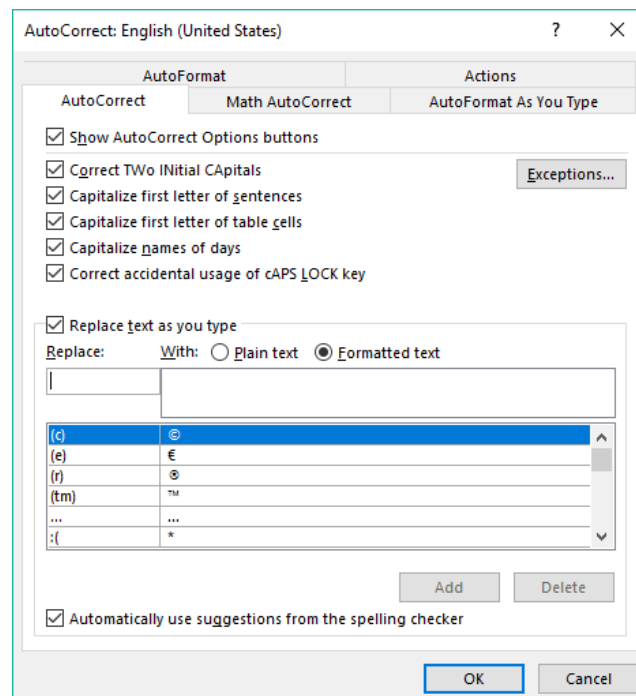 AutoCorrect: English (United States) ? ✕
AutoFormat Actions
AutoCorrect Math AutoCorrect AutoFormat As You Type
Show AutoCorrect Options buttons
Correct TWo INitial CApitals Exceptions...
Capitalize first letter of sentences
Capitalize first letter of table cells
Capitalize names of days
Correct accidental usage of cAPS LOCK key
Replace text as you type
Replace: With: Plain text Formatted text
(c) ©
(e) €
(r) ®
(tm) ™
... …
:( *
Add Delete
Automatically use suggestions from the spelling checker
OK Cancel